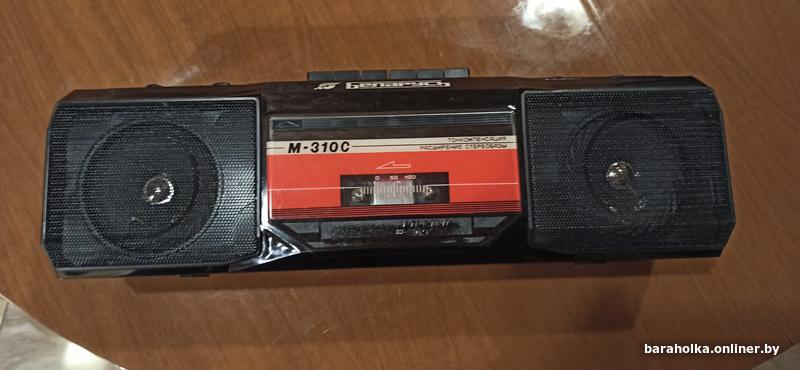 Беларусь
М-310С
ТОНКОМПЕНСАЦИЯ
РАСШИРЕНИЕ СТЕРЕОБАЗЫ
0 50 100
baraholka.onliner.by